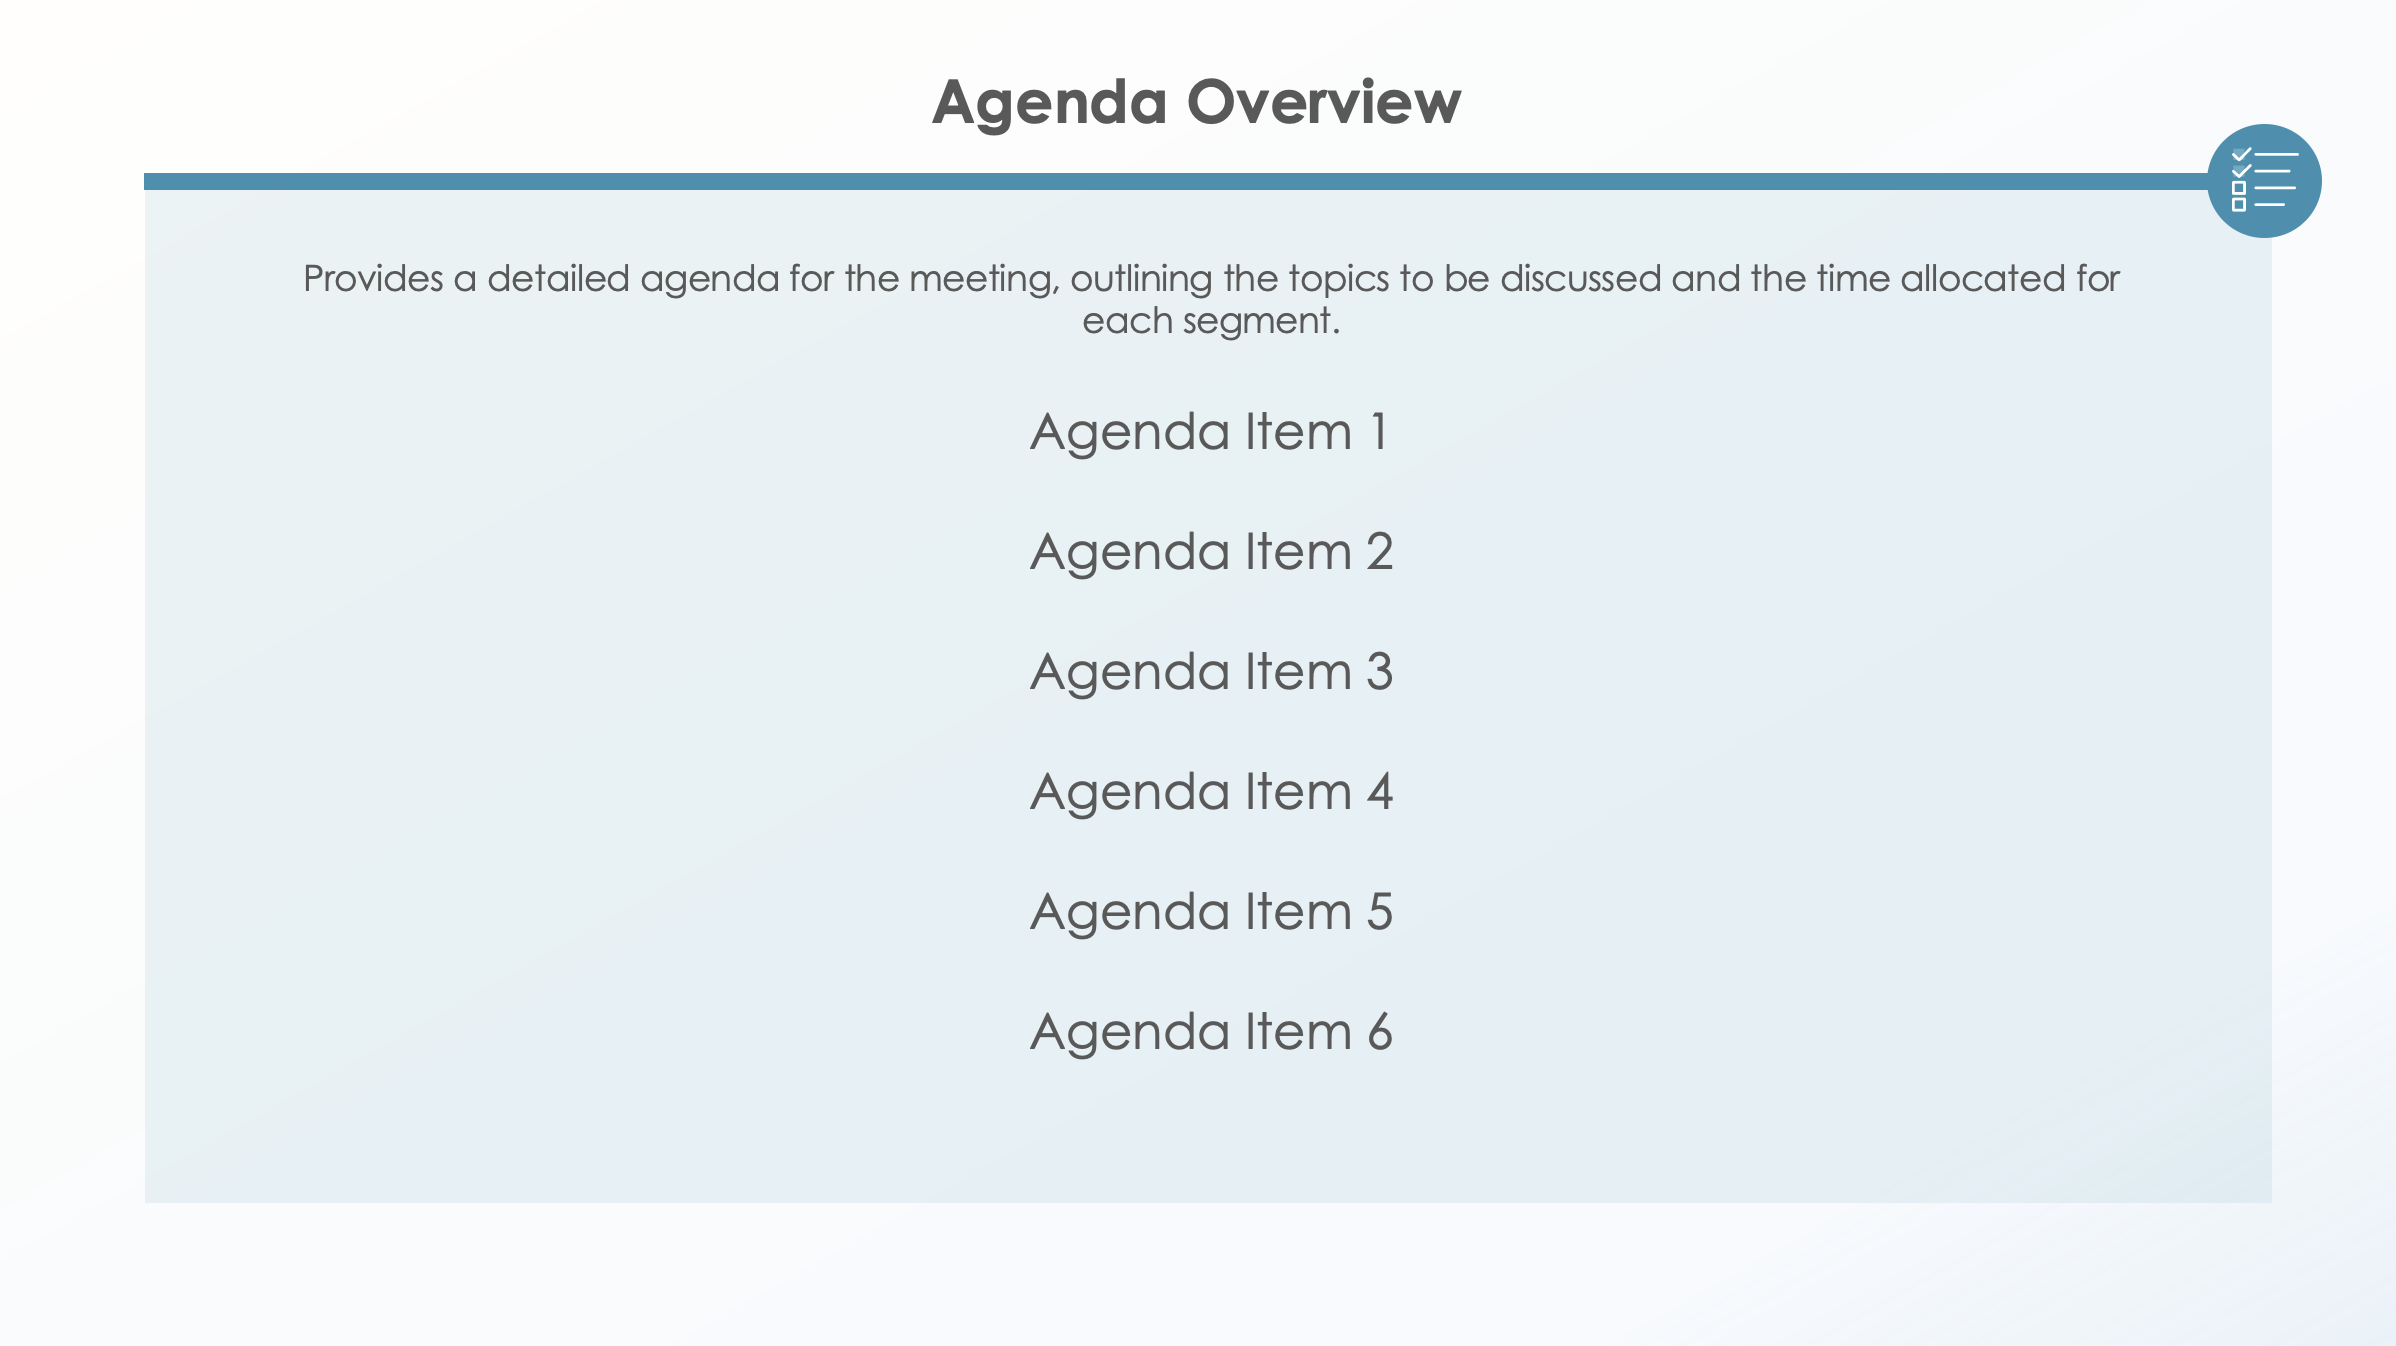 Agenda Overview
Provides a detailed agenda for the meeting, outlining the topics to be discussed and the time allocated for
each segment.
Agenda Item 1
Agenda Item 2
Agenda Item 3
Agenda Item 4
Agenda Item 5
Agenda Item 6